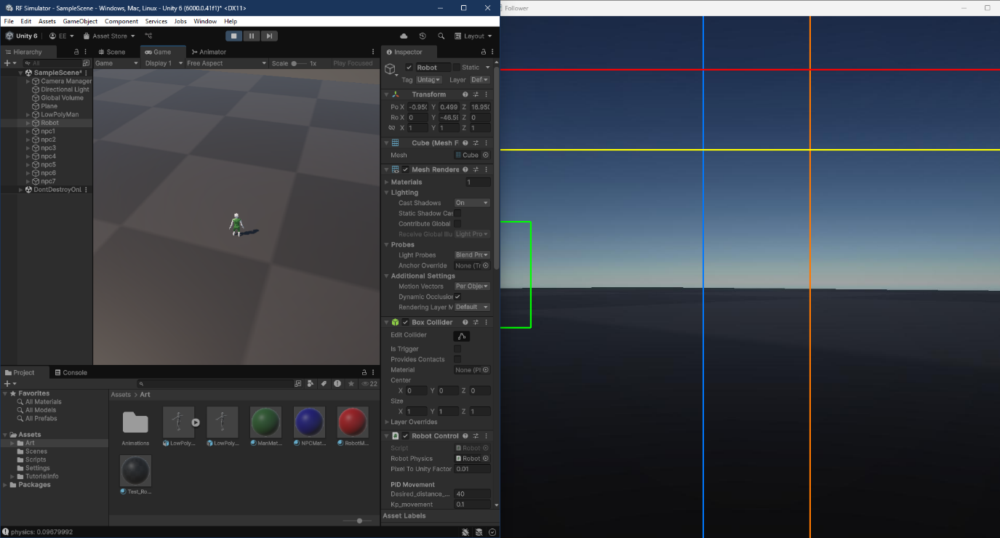 RF Simulator - SampleScene - Windows, Mac, Linux - Unity 6 (6000.0.41f1)* <DX11>
Follower
File Edit Assets GameObject Component Services Jobs Window Help
Unity 6 EE Asset Store Layout
Hierarchy Scene Game Animator Inspector
All Game Display 1 Free Aspect Scale 1x Play Focused
Robot Static
Tag Untag Layer Def
SampleScene*
Camera Manager
Directional Light
Global Volume
Plane
LowPolyMan
Robot
npc1
npc2
npc3
npc4
npc5
npc6
npc7
DontDestroyOnl
Transform
Po X -0.950 Y 0.499 Z 16.950
Ro X 0 Y -46.59 Z 0
X 1 Y 1 Z 1
Cube (Mesh F
Mesh Cube
Mesh Rendere
Materials 1
Lighting
Cast Shadows On
Static Shadow Cas
Contribute Global
Receive Global Illu Light Pro
Probes
Light Probes Blend Pro
Anchor Override None (Tr
Additional Settings
Motion Vectors Per Obje
Dynamic Occlusion
Rendering Layer M Default
Box Collider
Edit Collider
Is Trigger
Provides Contacts
Material None (P
Center
X 0 Y 0 Z 0
Size
X 1 Y 1 Z 1
Layer Overrides
Robot Control
Script Robot
Robot Physics Robot
Pixel To Unity Factor 0.01
PID Movement
Desired_distance_... 40
Kp_movement 0.1
Asset Labels
Project Console
22
Favorites
All Materials
All Models
All Prefabs
Assets
Art
Scenes
Scripts
Settings
TutorialInfo
Packages
Assets > Art
Animations LowPoly... LowPoly... ManMat... NPCMat... RobotM...
Test_Ro...
physics: 0.09679992